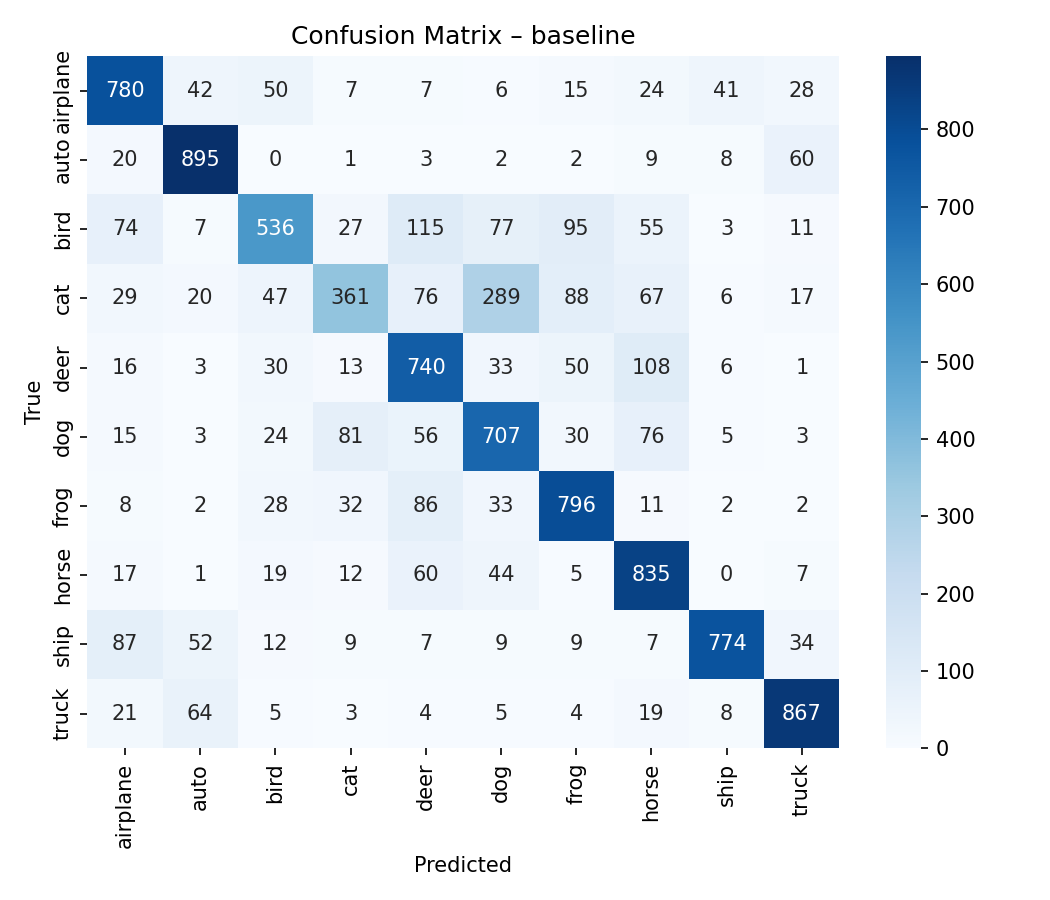 Confusion Matrix – baseline
airplane 780 42 50 7 7 6 15 24 41 28
auto 20 895 0 1 3 2 2 9 8 60
bird 74 7 536 27 115 77 95 55 3 11
cat 29 20 47 361 76 289 88 67 6 17
deer 16 3 30 13 740 33 50 108 6 1
dog 15 3 24 81 56 707 30 76 5 3
frog 8 2 28 32 86 33 796 11 2 2
horse 17 1 19 12 60 44 5 835 0 7
ship 87 52 12 9 7 9 9 7 774 34
truck 21 64 5 3 4 5 4 19 8 867
True
airplane auto bird cat deer dog frog horse ship truck
Predicted
800
700
600
500
400
300
200
100
0